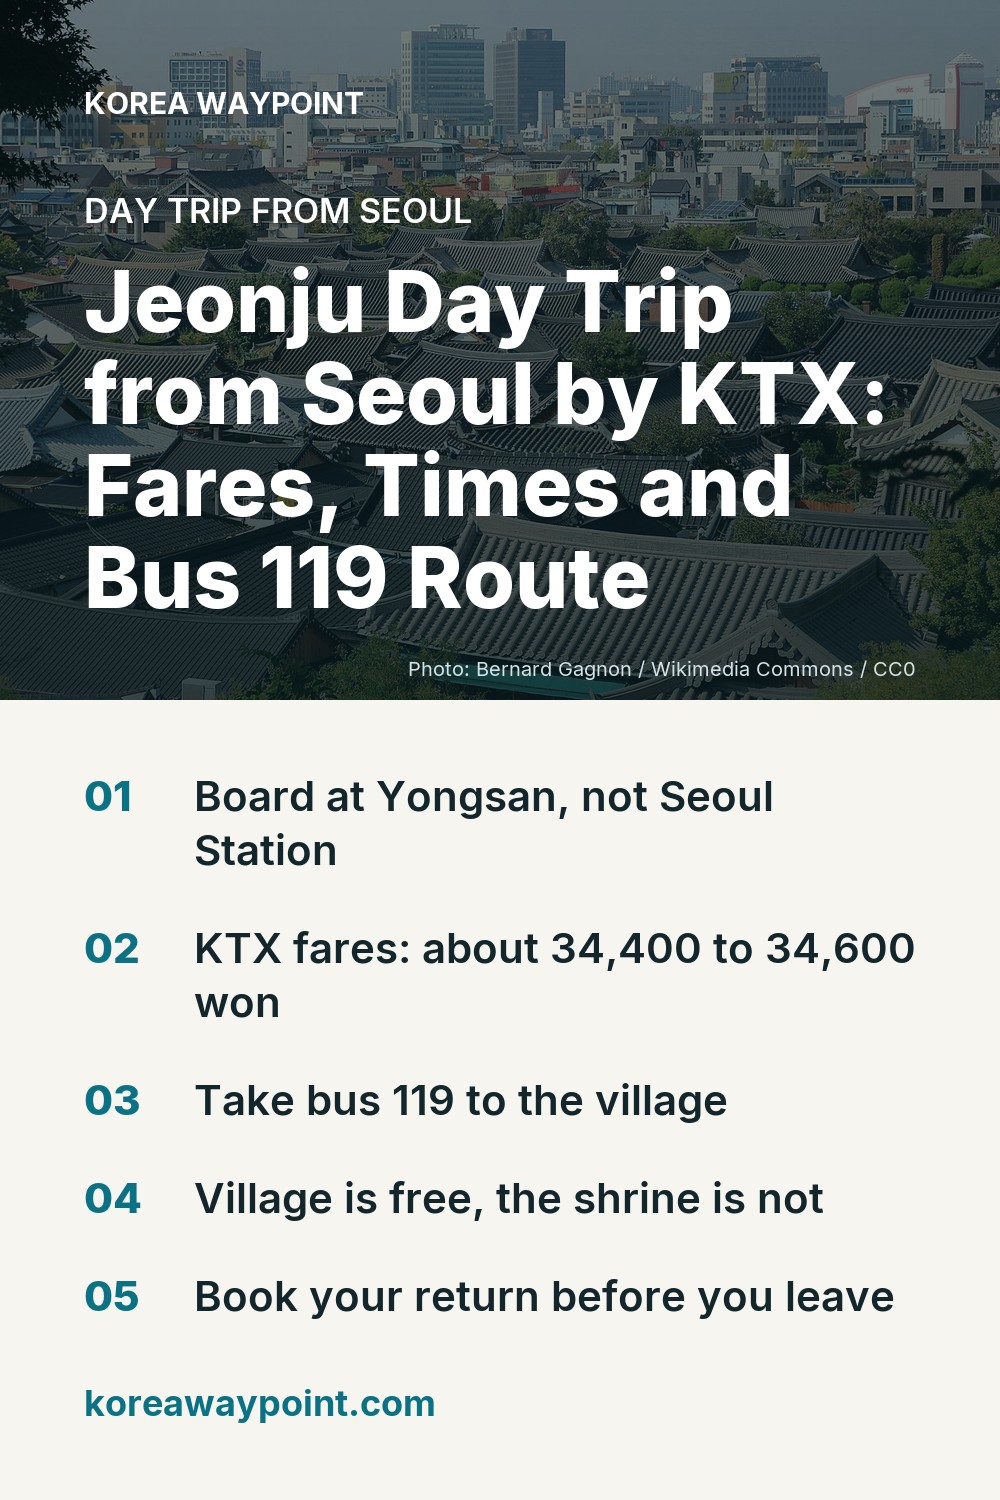 KOREA WAYPOINT
DAY TRIP FROM SEOUL
Jeonju Day Trip
from Seoul by KTX:
Fares, Times and
Bus 119 Route
Photo: Bernard Gagnon / Wikimedia Commons / CC0
01 Board at Yongsan, not Seoul
Station
02 KTX fares: about 34,400 to 34,600
won
03 Take bus 119 to the village
04 Village is free, the shrine is not
05 Book your return before you leave
koreawaypoint.com